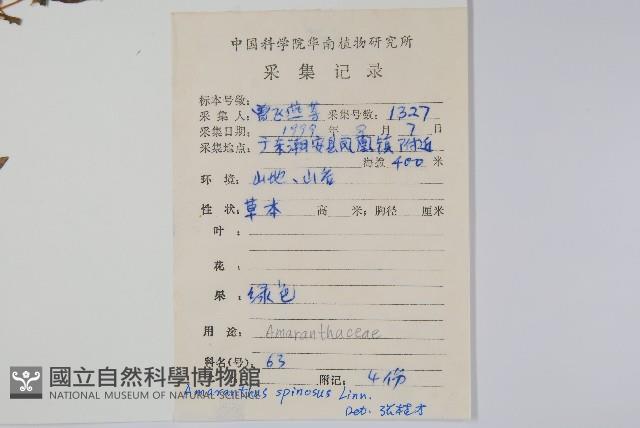 中国科学院华南植物研究所
采集记录
标本号数:
采集人: 曾飞燕等 采集号数: 1327
采集日期: 1999 年 8 月 7 日
采集地点: 广东潮安县凤凰镇附近
海拔 400 米
环境: 山地、山谷
性状: 草本 高 米; 胸径 厘米
叶:
花:
果: 绿色
用途: Amaranthaceae
科名(号): 63
附记: 4份
Amaranthus spinosus Linn.
Det. 张桂才
國立自然科學博物館
NATIONAL MUSEUM OF NATURAL SCIENCE